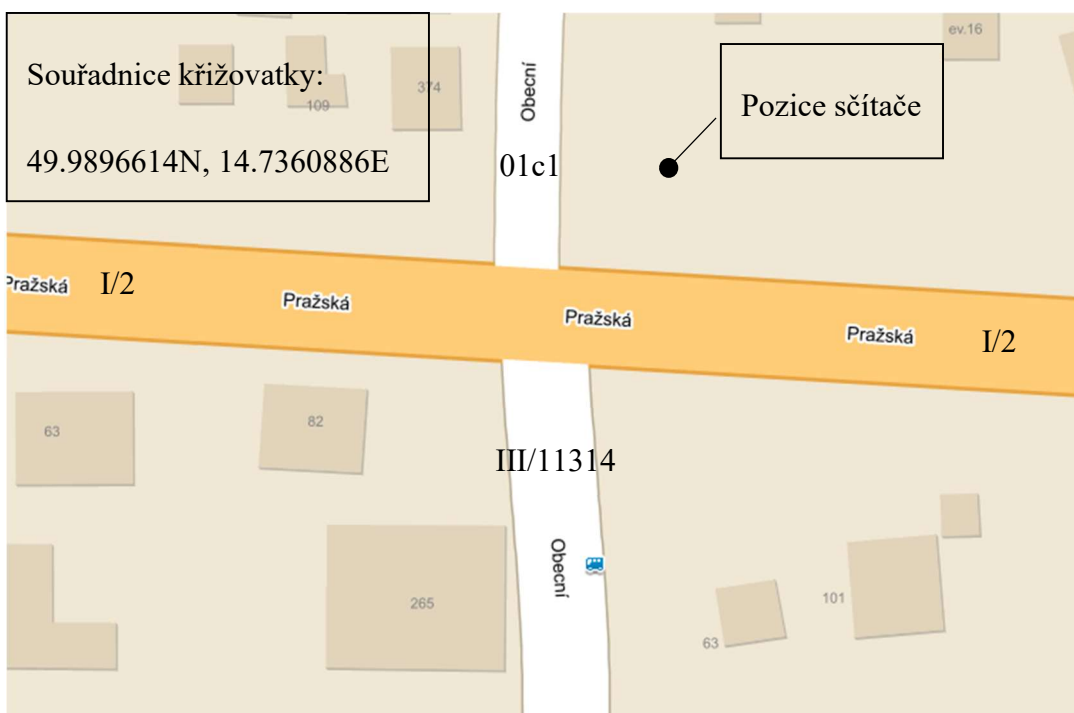 ev.16
Souřadnice křižovatky:
374
109
49.9896614N, 14.7360886E
Obecní
Pozice sčítače
01c1
Pražská
I/2
Pražská
Pražská
Pražská
I/2
63
82
III/11314
Obecní
265
101
63